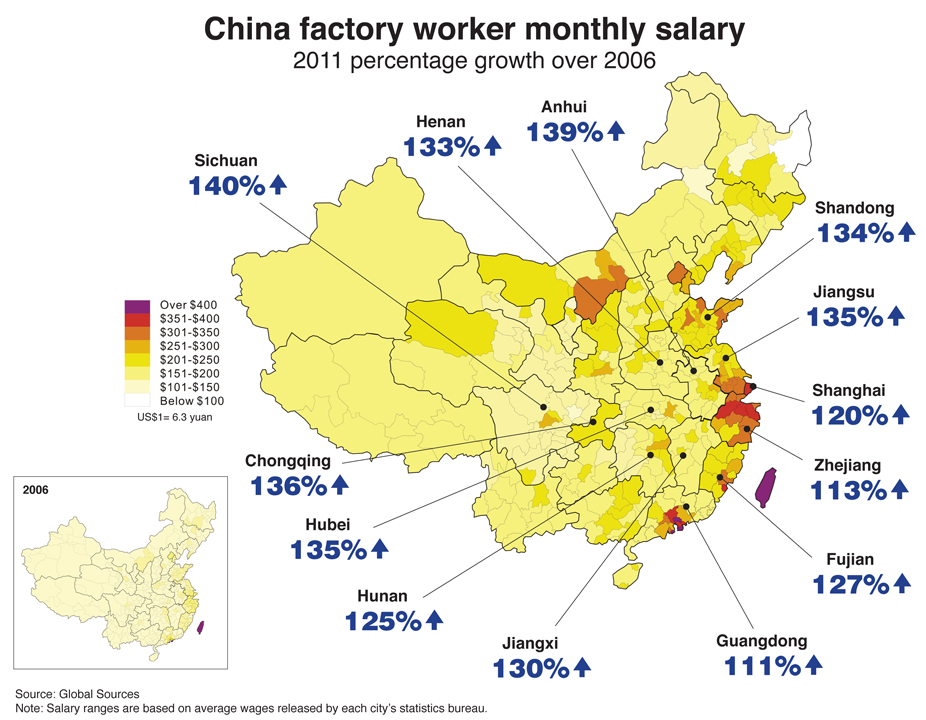 China factory worker monthly salary
2011 percentage growth over 2006
Anhui
139%
Henan
133%
Sichuan
140%
Shandong
134%
Jiangsu
135%
Over $400
$351-$400
$301-$350
$251-$300
$201-$250
$151-$200
$101-$150
Below $100
US$1= 6.3 yuan
Shanghai
120%
Chongqing
136%
Zhejiang
113%
2006
Hubei
135%
Fujian
127%
Hunan
125%
Jiangxi
130%
Guangdong
111%
Source: Global Sources
Note: Salary ranges are based on average wages released by each city's statistics bureau.